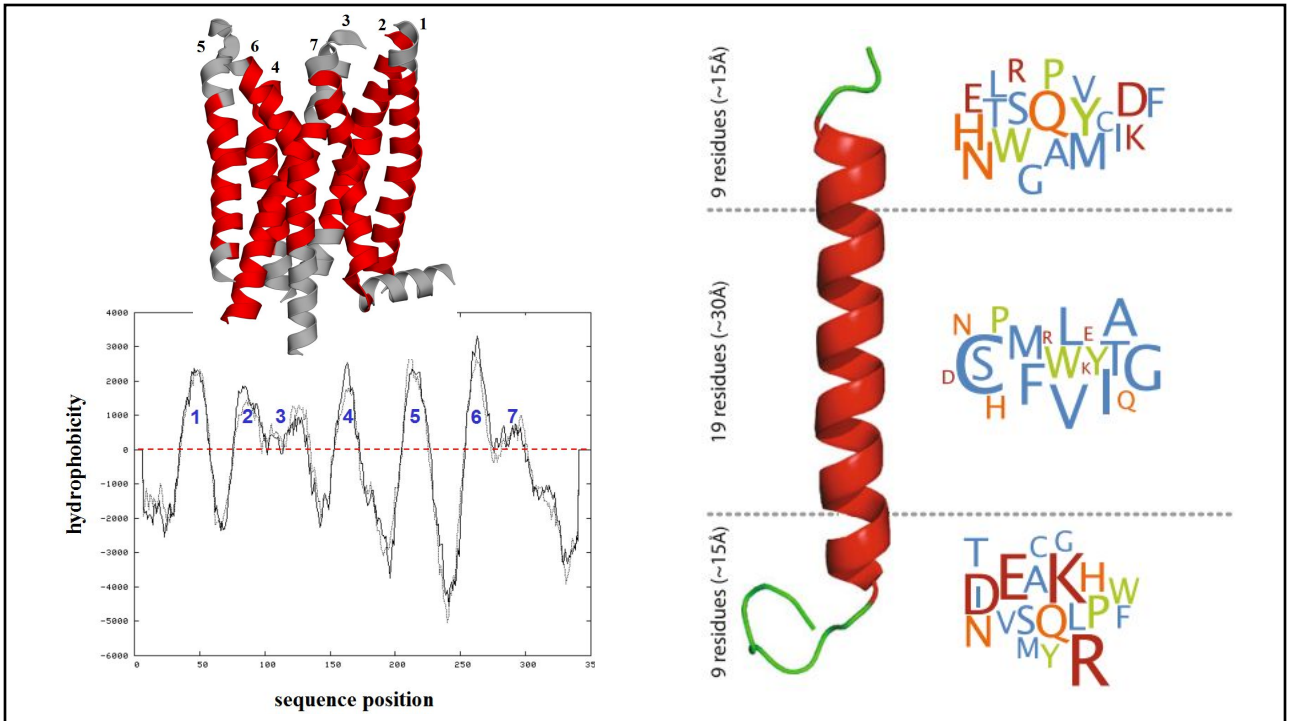 3
2 1
5 6 7
4
4000
3000
2000
1000
0
-1000
-2000
-3000
-4000
-5000
-6000
hydrophobicity
1 2 3 4 5 6 7
0 50 100 150 200 250 300 35
sequence position
9 residues (~15Å)
19 residues (~30Å)
9 residues (~15Å)
E L R P V D F
H T S Q Y C I K
N W G A M
N P M R L E A
D C S F W K Y T G
H V I Q
T C G
D I E A K H W
N V S Q L P F
M Y R